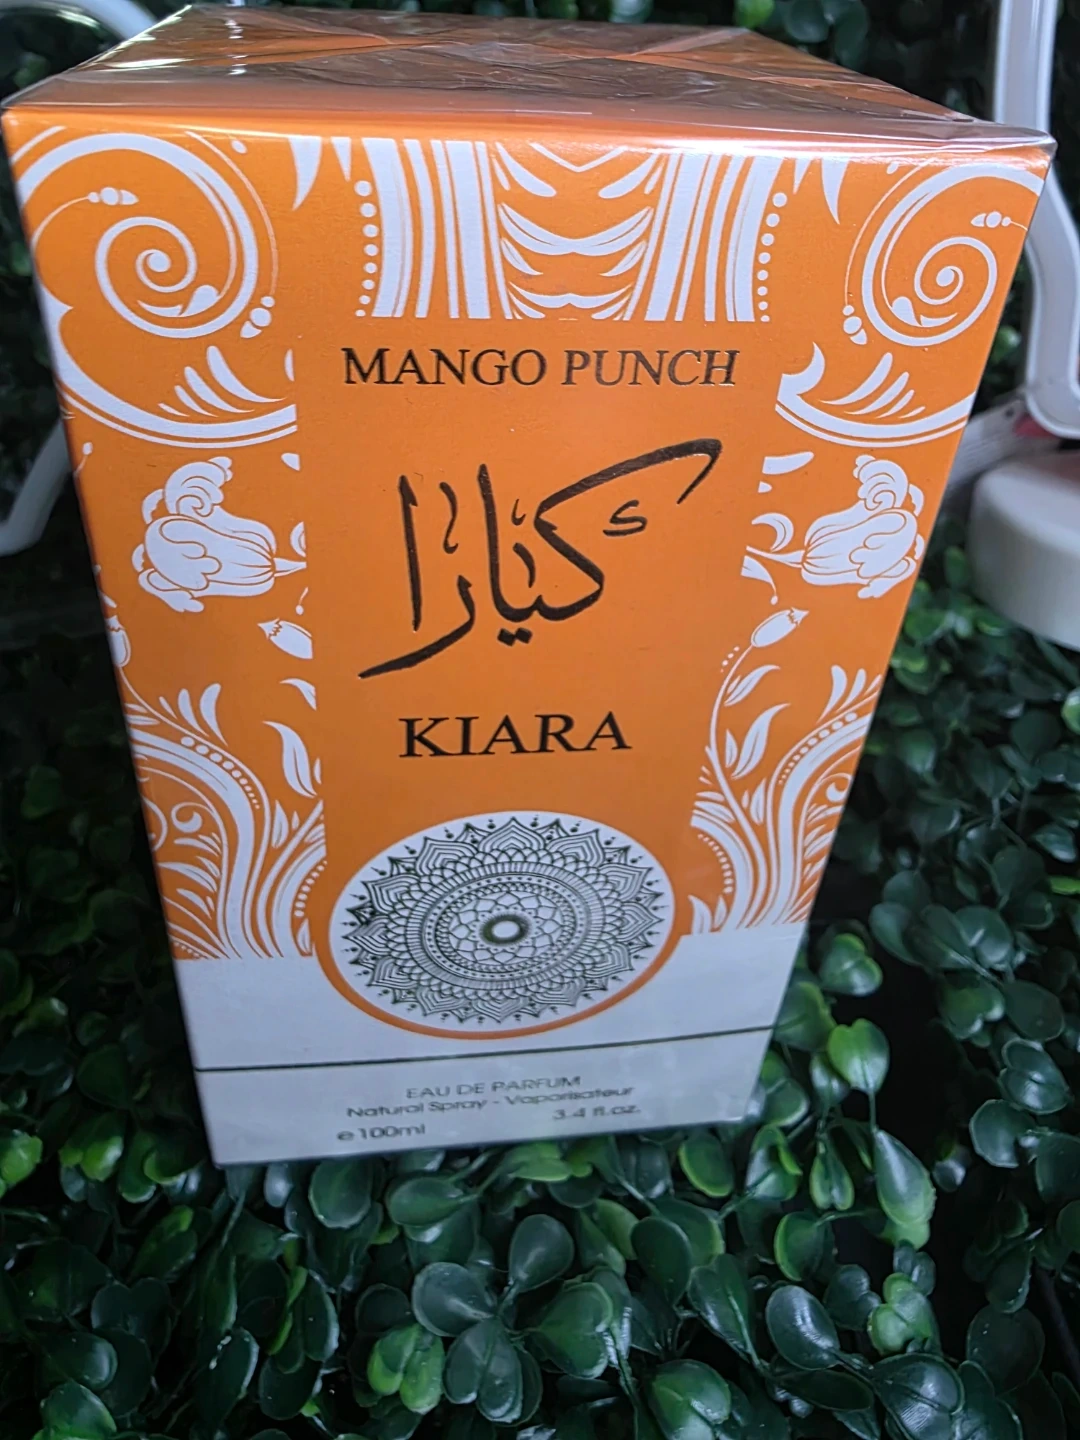 MANGO PUNCH
كيارا
KIARA
EAU DE PARFUM
Natural Spray - Vaporisateur
e 100ml 3.4 fl.oz.